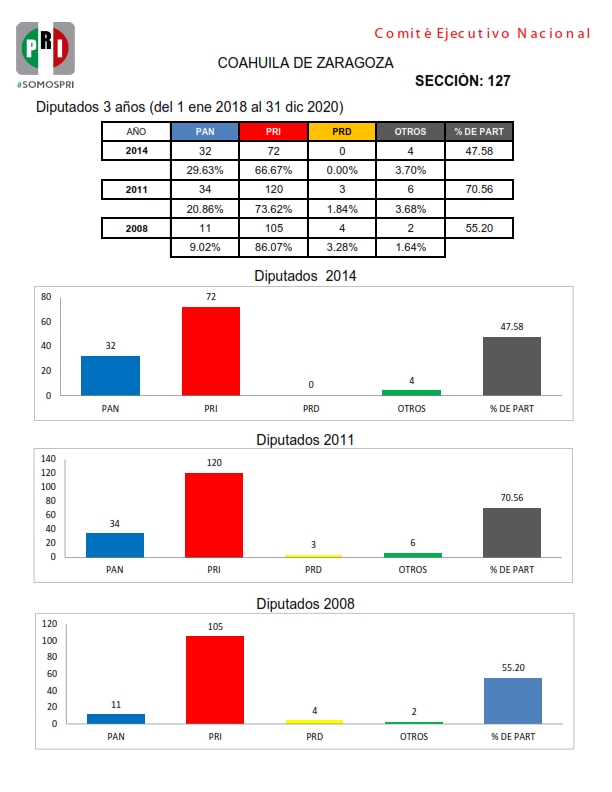 PRI
#SOMOSPRI
Comité Ejecutivo Nacional
COAHUILA DE ZARAGOZA
SECCIÓN: 127
Diputados 3 años (del 1 ene 2018 al 31 dic 2020)
AÑO PAN PRI PRD OTROS % DE PART
2014 32 72 0 4 47.58
29.63% 66.67% 0.00% 3.70%
2011 34 120 3 6 70.56
20.86% 73.62% 1.84% 3.68%
2008 11 105 4 2 55.20
9.02% 86.07% 3.28% 1.64%
Diputados 2014
80
60
40
20
0
32
72
0
4
47.58
PAN PRI PRD OTROS % DE PART
Diputados 2011
140
120
100
80
60
40
20
0
34
120
3
6
70.56
PAN PRI PRD OTROS % DE PART
Diputados 2008
120
100
80
60
40
20
0
11
105
4
2
55.20
PAN PRI PRD OTROS % DE PART